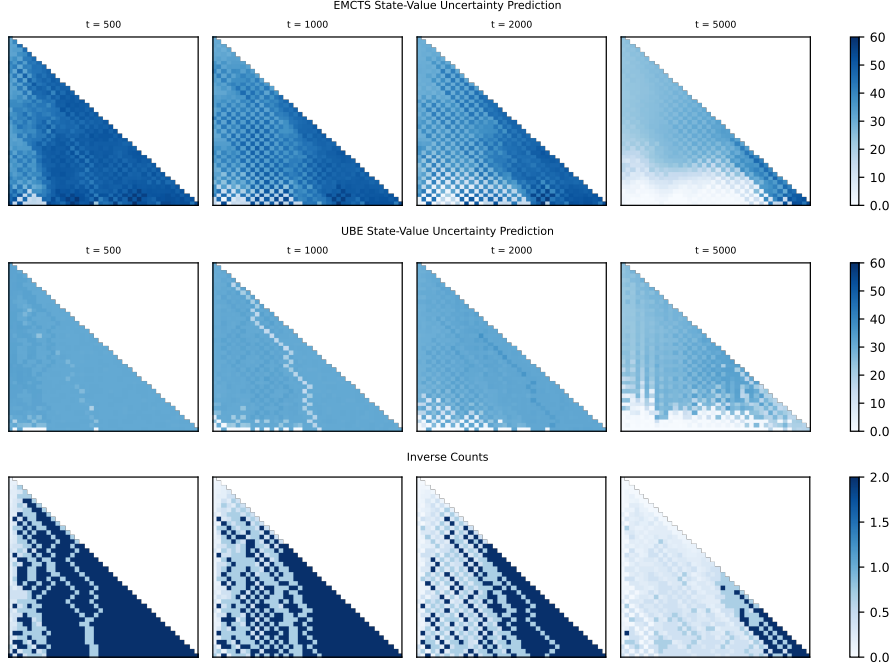 EMCTS State-Value Uncertainty Prediction
t = 500
t = 1000
t = 2000
t = 5000
60
50
40
30
20
10
0.0
UBE State-Value Uncertainty Prediction
t = 500
t = 1000
t = 2000
t = 5000
60
50
40
30
20
10
0.0
Inverse Counts
2.0
1.5
1.0
0.5
0.0